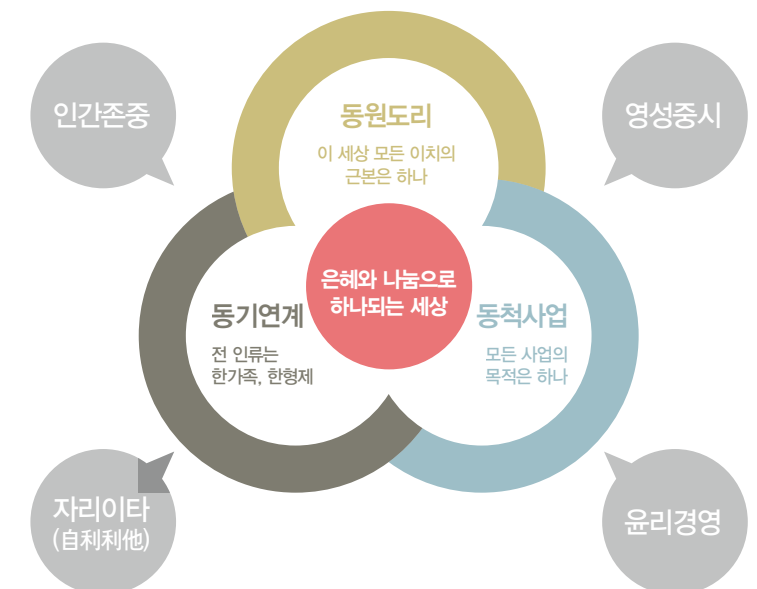 인간존중
영성중시
동원도리
이 세상 모든 이치의
근본은 하나
은혜와 나눔으로
하나되는 세상
동기연계
전 인류는
한가족, 한형제
동척사업
모든 사업의
목적은 하나
자리이타
(自利利他)
윤리경영